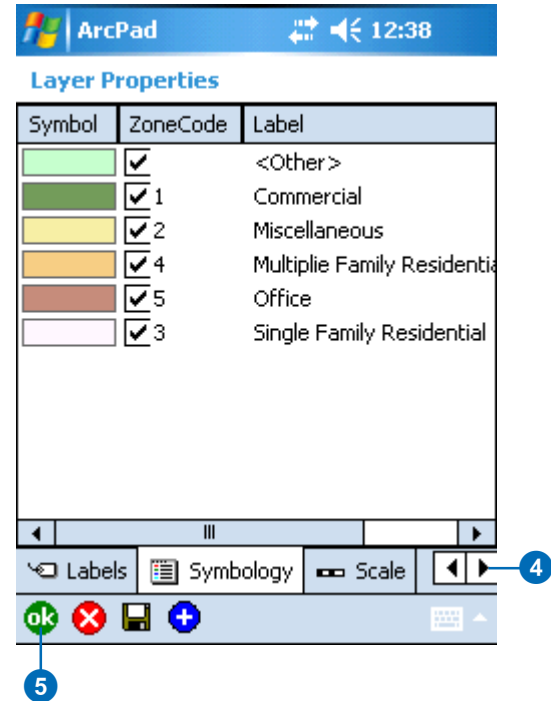 ArcPad 12:38
Layer Properties
Symbol ZoneCode Label
<Other>
1 Commercial
2 Miscellaneous
4 Multiplie Family Residentia
5 Office
3 Single Family Residential
Labels Symbology Scale
4
ok
5